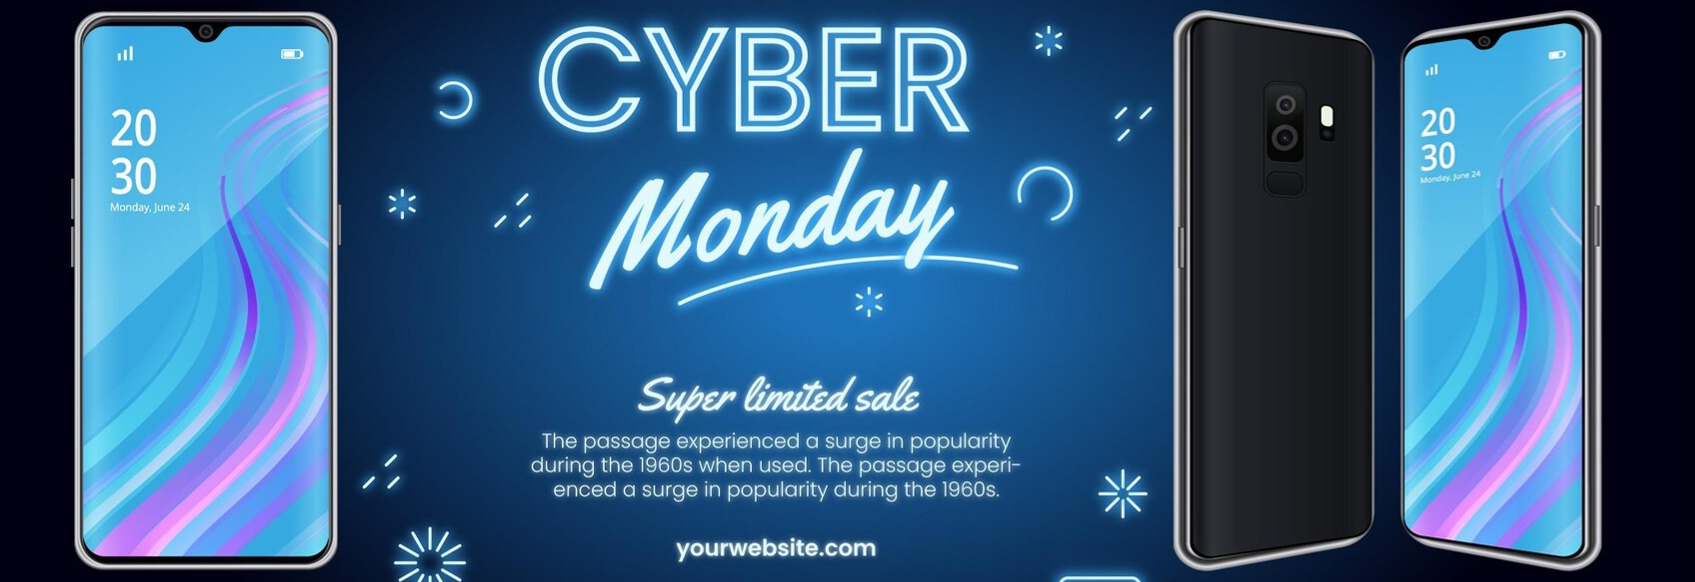 20
30
Monday, June 24
CYBER
Monday
Super limited sale
The passage experienced a surge in popularity
during the 1960s when used. The passage experi-
enced a surge in popularity during the 1960s.
yourwebsite.com
20
30
Monday, June 24